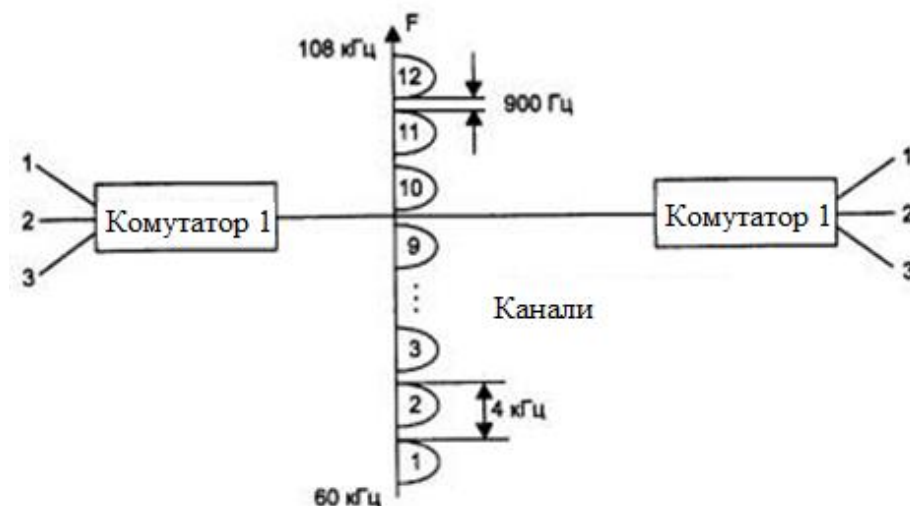 F
108 кГц
12
900 Гц
11
1
1
10
2
Комутатор 1
Комутатор 1
2
3
9
3
Канали
3
2
4 кГц
1
60 кГц